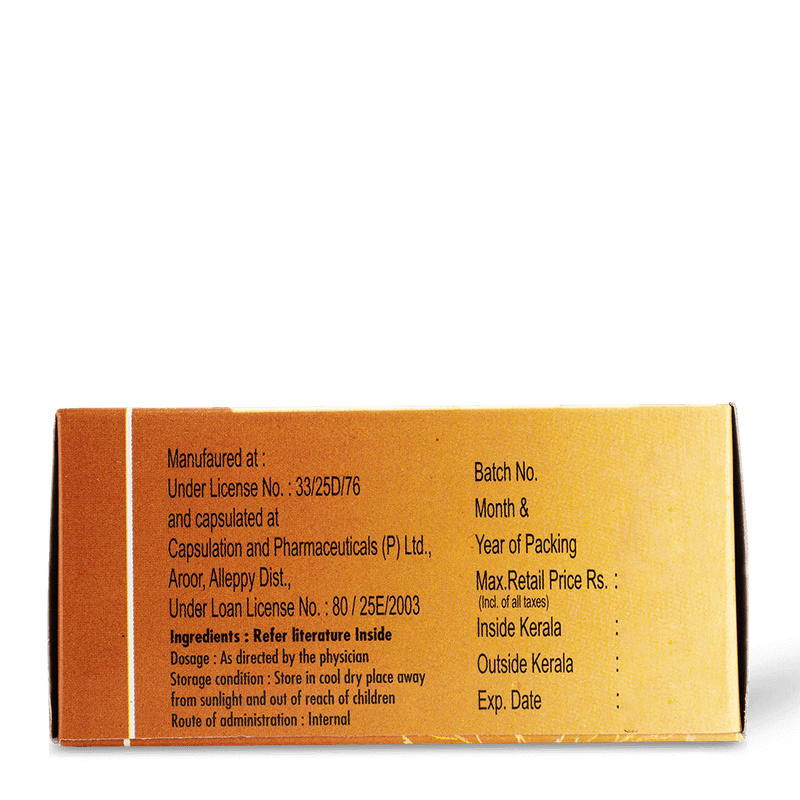 Manufaured at :
Under License No. : 33/25D/76
and capsulated at
Capsulation and Pharmaceuticals (P) Ltd.,
Aroor, Alleppy Dist.,
Under Loan License No. : 80 / 25E/2003
Ingredients : Refer literature Inside
Dosage : As directed by the physician
Storage condition : Store in cool dry place away
from sunlight and out of reach of children
Route of administration : Internal
Batch No.
Month &
Year of Packing
Max.Retail Price Rs. :
(Incl. of all taxes)
Inside Kerala :
Outside Kerala :
Exp. Date :